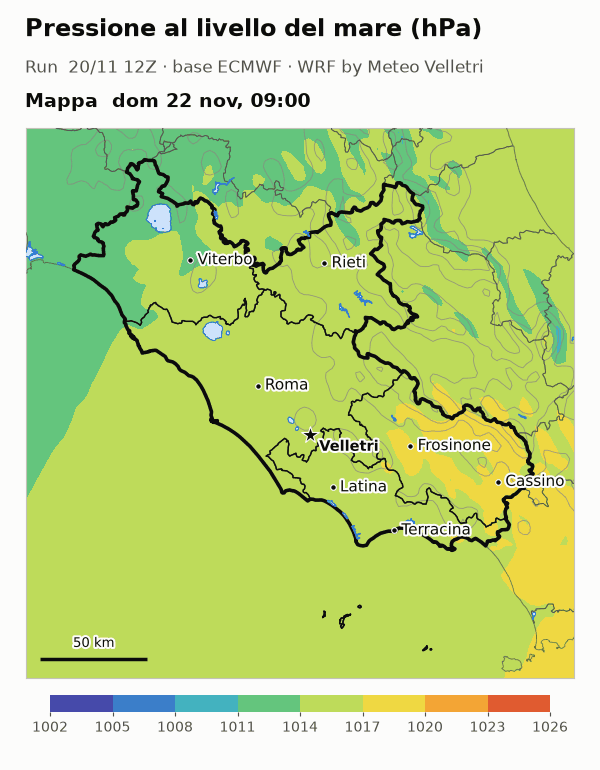 Pressione al livello del mare (hPa)
Run  20/11 12Z · base ECMWF · WRF by Meteo Velletri
Mappa  dom 22 nov, 09:00
Viterbo
Rieti
Roma
Velletri
Frosinone
Cassino
Latina
Terracina
50 km
1002 1005 1008 1011 1014 1017 1020 1023 1026